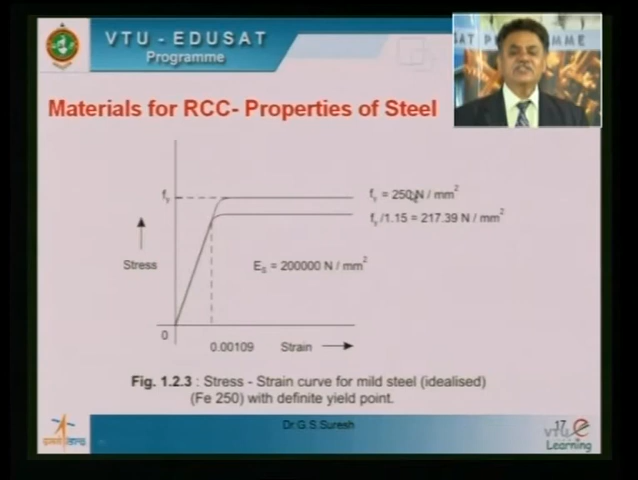 VTU - EDUSAT
Programme
Materials for RCC- Properties of Steel
fy
fy = 250 N / mm2
fy/1.15 = 217.39 N / mm2
Stress
ES = 200000 N / mm2
0
0.00109
Strain
Fig. 1.2.3 : Stress - Strain curve for mild steel (idealised)
(Fe 250) with definite yield point.
Dr G S Suresh
17
Learning